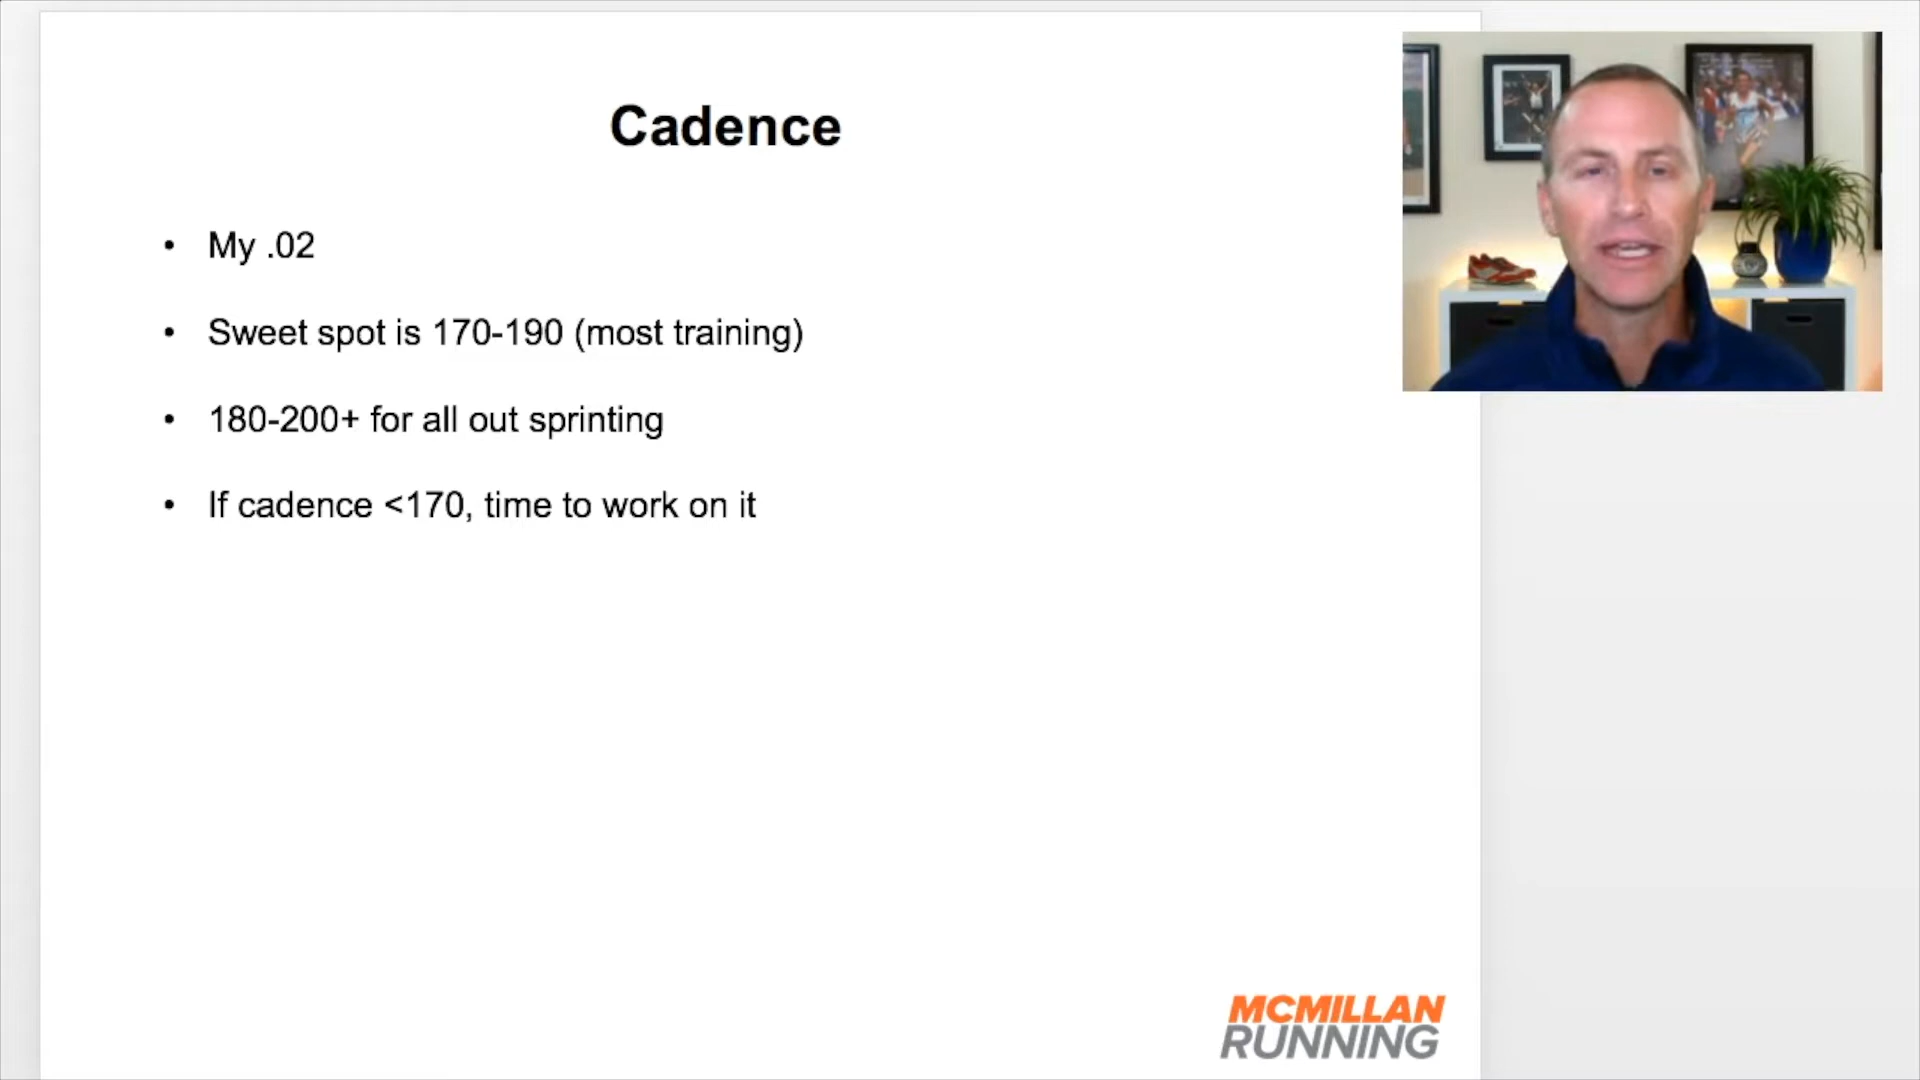 Cadence
• My .02
• Sweet spot is 170-190 (most training)
• 180-200+ for all out sprinting
• If cadence <170, time to work on it
MCMILLAN
RUNNING